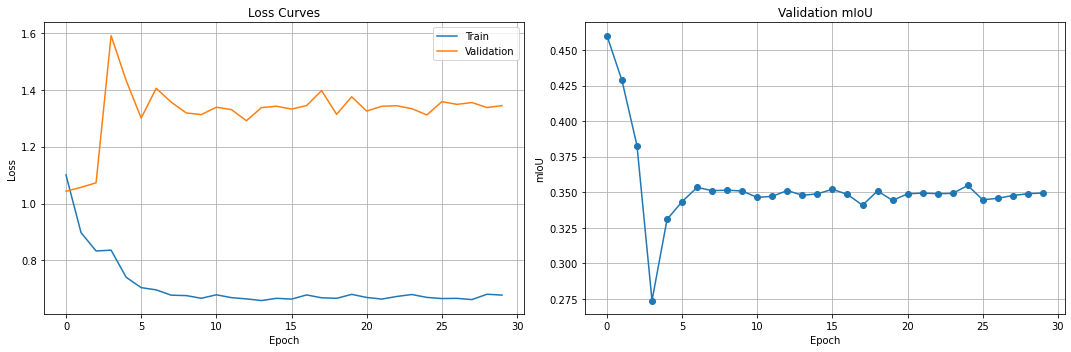 Loss Curves
Train
Validation
1.6
1.4
1.2
1.0
0.8
Loss
0 5 10 15 20 25 30
Epoch
Validation mIoU
0.450
0.425
0.400
0.375
0.350
0.325
0.300
0.275
mIoU
0 5 10 15 20 25 30
Epoch